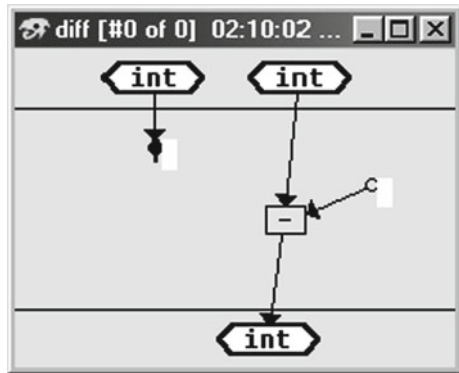 diff [#0 of 0] 02:10:02 ...
int int
c
-
int